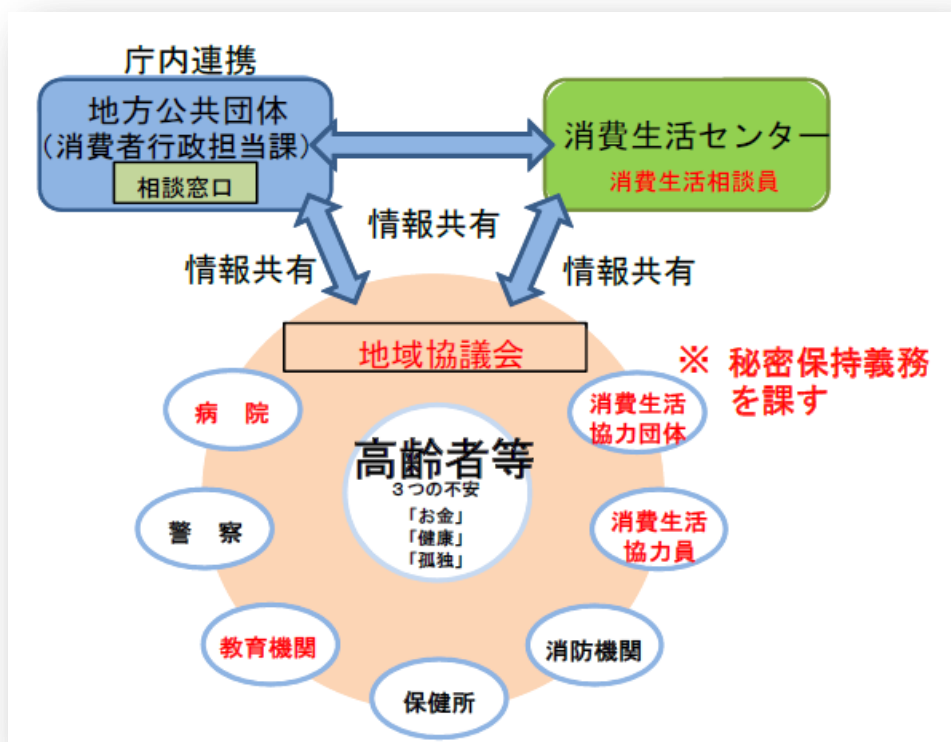 庁内連携
地方公共団体
(消費者行政担当課)
相談窓口
消費生活センター
消費生活相談員
情報共有
情報共有
情報共有
地域協議会
※ 秘密保持義務
を課す
病 院
消費生活
協力団体
高齢者等
3つの不安
「お金」
「健康」
「孤独」
警 察
消費生活
協力員
教育機関
消防機関
保健所